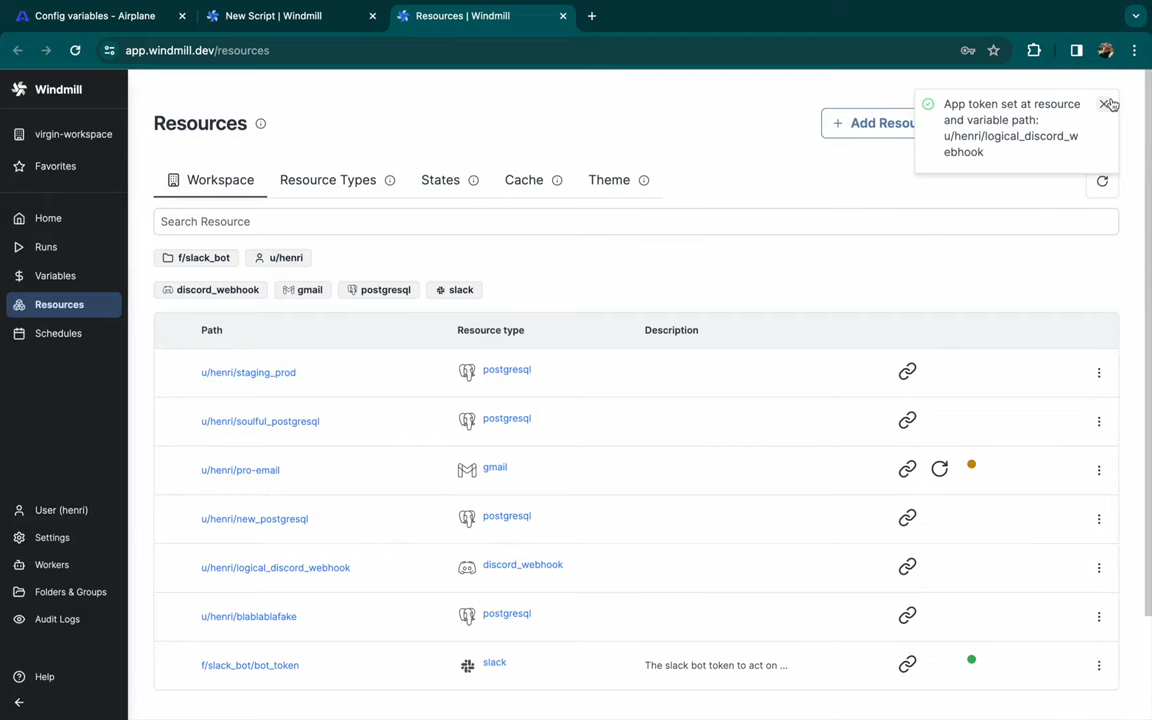 Config variables - Airplane
New Script | Windmill
Resources | Windmill
app.windmill.dev/resources
Windmill
virgin-workspace
Favorites
Home
Runs
Variables
Resources
Schedules
User (henri)
Settings
Workers
Folders & Groups
Audit Logs
Help
Resources
+ Add Resou
App token set at resource
and variable path:
u/henri/logical_discord_w
ebhook
Workspace
Resource Types
States
Cache
Theme
Search Resource
f/slack_bot
u/henri
discord_webhook
gmail
postgresql
slack
Path Resource type Description
u/henri/staging_prod postgresql
u/henri/soulful_postgresql postgresql
u/henri/pro-email gmail
u/henri/new_postgresql postgresql
u/henri/logical_discord_webhook discord_webhook
u/henri/blablablafake postgresql
f/slack_bot/bot_token slack The slack bot token to act on ...